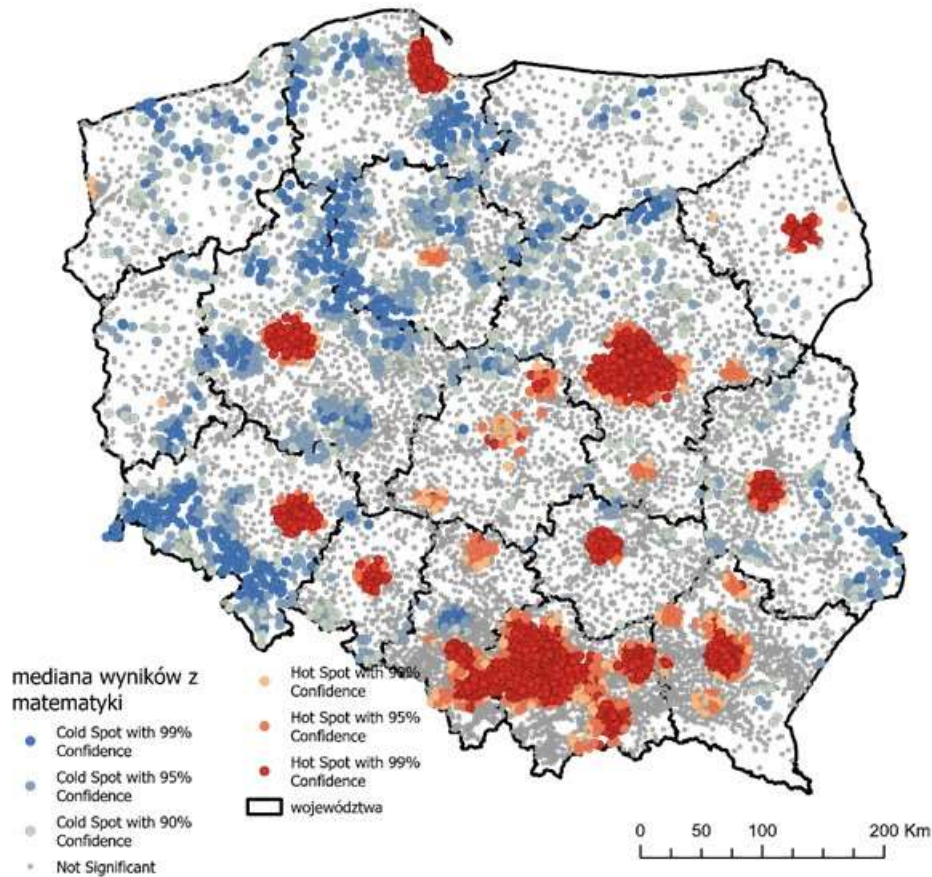 mediana wyników z
matematyki
Cold Spot with 99%
Confidence
Cold Spot with 95%
Confidence
Cold Spot with 90%
Confidence
Not Significant
Hot Spot with 90%
Confidence
Hot Spot with 95%
Confidence
Hot Spot with 99%
Confidence
województwa
0 50 100 200 Km